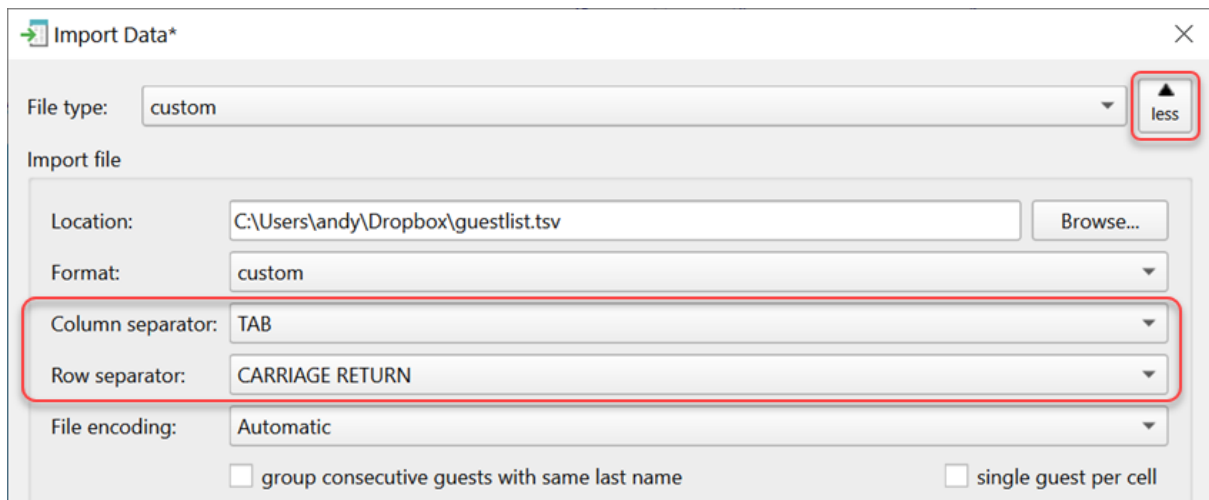 Import Data*
File type: custom
less
Import file
Location: C:\Users\andy\Dropbox\guestlist.tsv Browse...
Format: custom
Column separator: TAB
Row separator: CARRIAGE RETURN
File encoding: Automatic
group consecutive guests with same last name single guest per cell